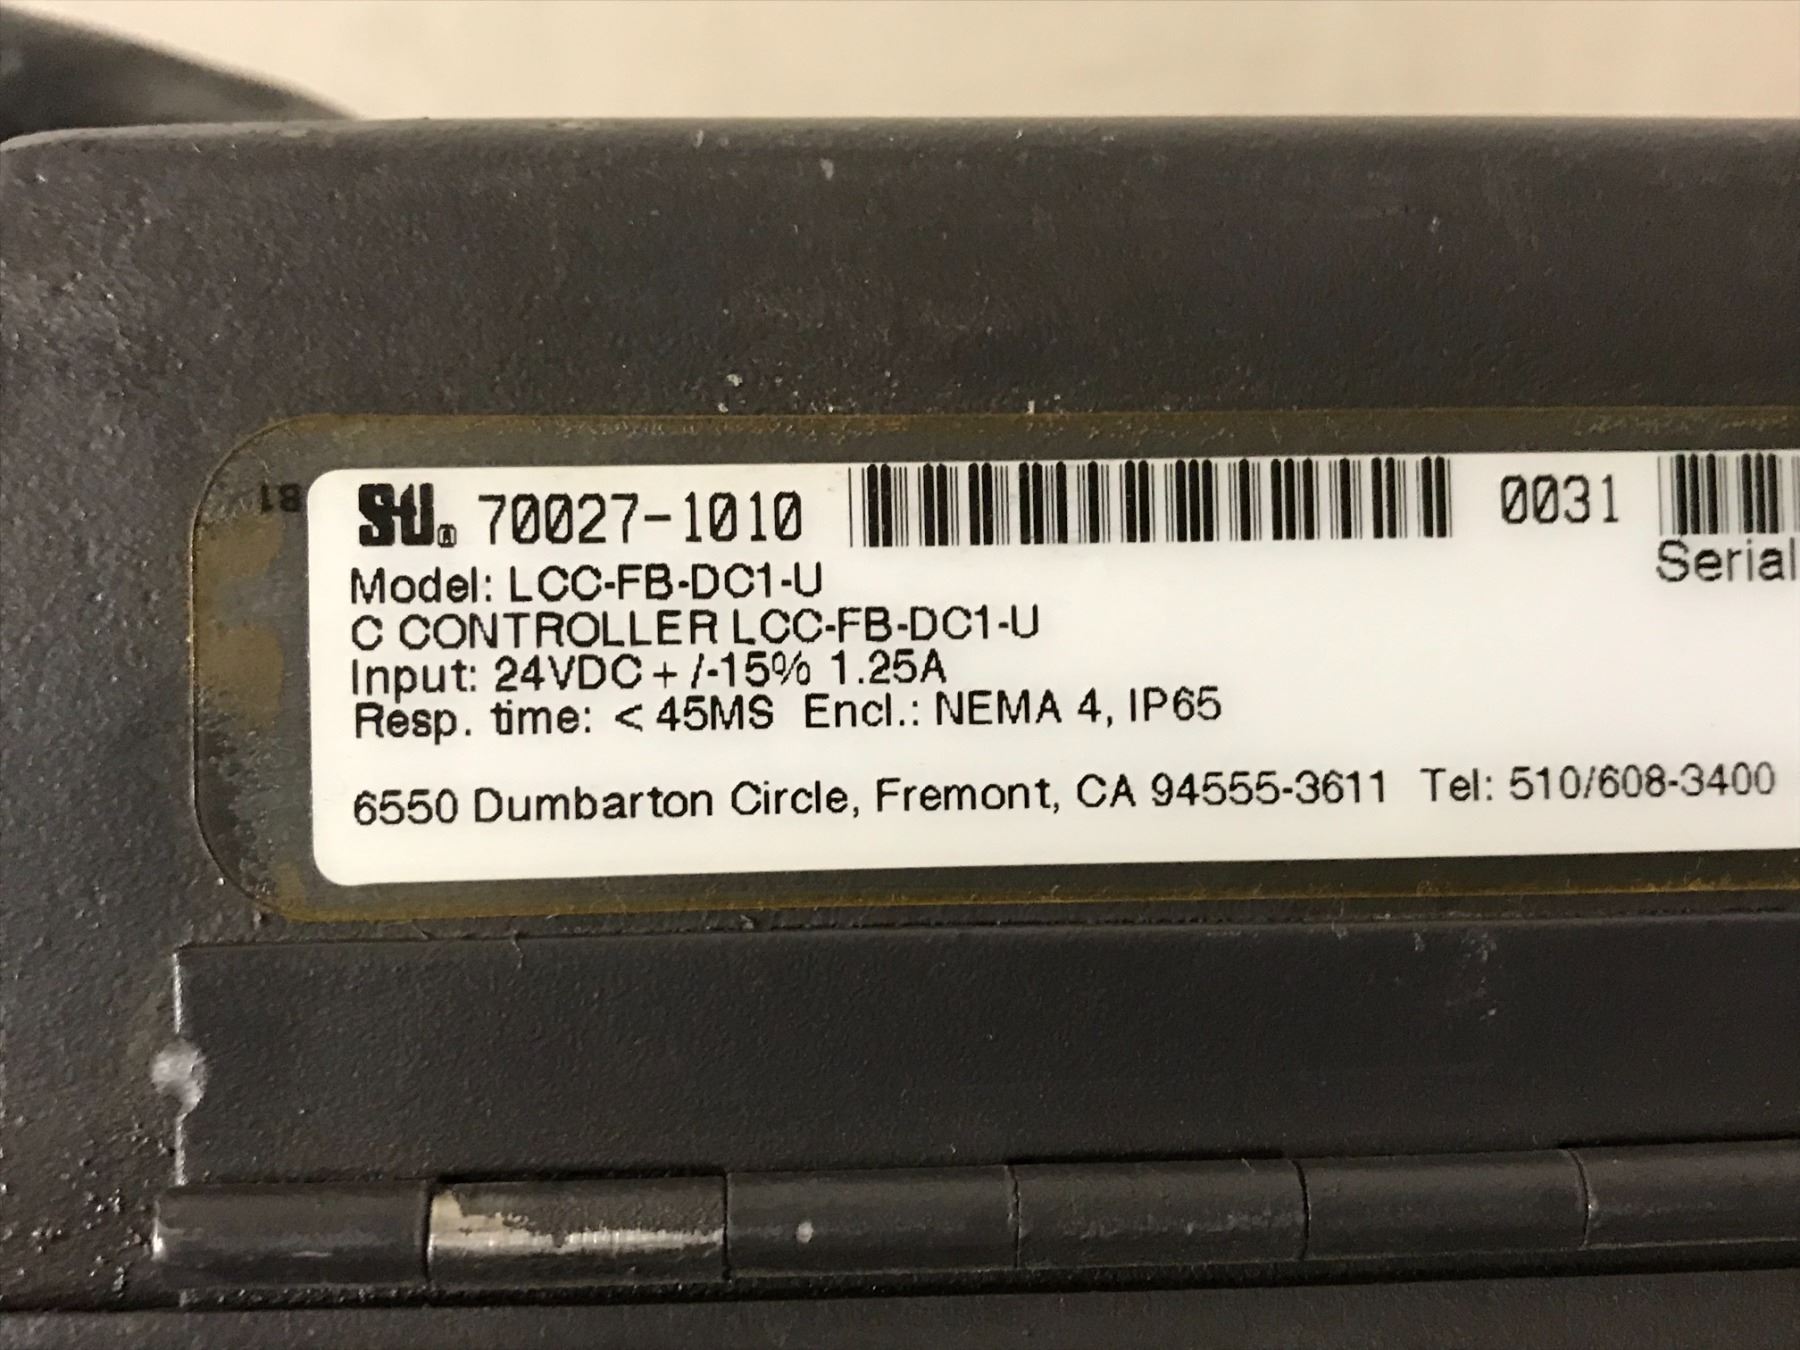 STI® 70027-1010 0031
Serial
Model: LCC-FB-DC1-U
C CONTROLLER LCC-FB-DC1-U
Input: 24VDC + /-15% 1.25A
Resp. time: < 45MS Encl.: NEMA 4, IP65
6550 Dumbarton Circle, Fremont, CA 94555-3611 Tel: 510/608-3400